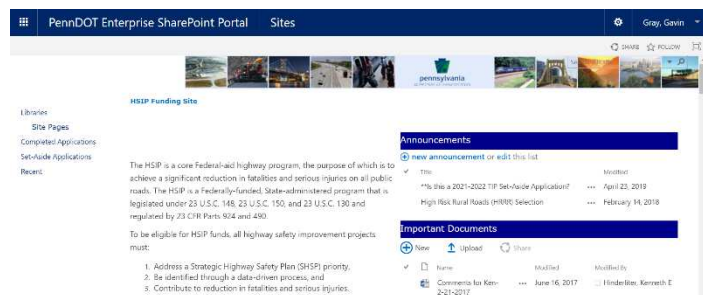 PennDOT Enterprise SharePoint Portal Sites
Gray, Gavin
SHARE FOLLOW
pennsylvania
HSIP Funding Site
Libraries
Site Pages
Completed Applications
Set-Aside Applications
Recent
The HSIP is a core Federal-aid highway program, the purpose of which is to
achieve a significant reduction in fatalities and serious injuries on all public
roads. The HSIP is a Federally-funded, State-administered program that is
legislated under 23 U.S.C. 148, 23 U.S.C. 150, and 23 U.S.C. 130 and
regulated by 23 CFR Parts 924 and 490.
To be eligible for HSIP funds, all highway safety improvement projects
must:
1. Address a Strategic Highway Safety Plan (SHSP) priority,
2. Be identified through a data-driven process, and
3. Contribute to reduction in fatalities and serious injuries.
Announcements
new announcement or edit this list
Title Modified
**Is this a 2021-2022 TIP Set-Aside Application? ... April 23, 2018
High Risk Rural Roads (HRRR) Selection ... February 14, 2018
Important Documents
New Upload Share
Name Modified Modified By
Comments for Ken- ... June 16, 2017 Hinderliter, Kenneth E
2-21-2017